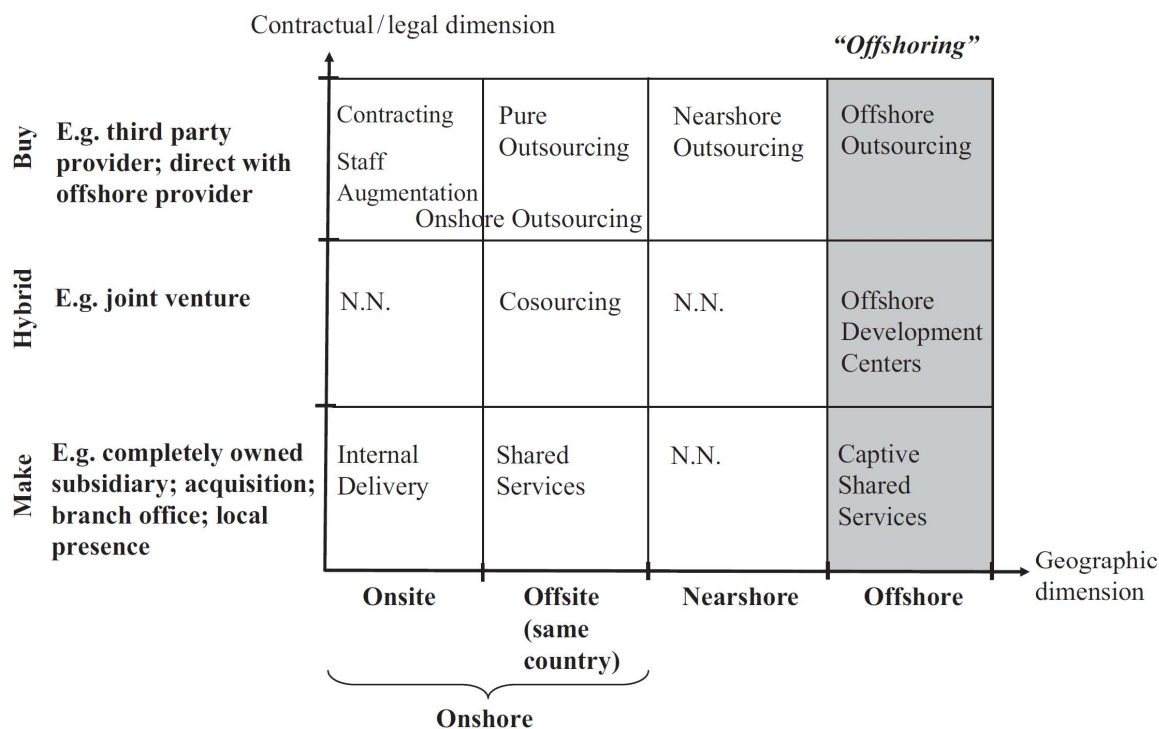 Contractual/legal dimension
“Offshoring”
Buy
E.g. third party
provider; direct with
offshore provider
Contracting
Staff
Augmentation
Pure
Outsourcing
Onshore Outsourcing
Nearshore
Outsourcing
Offshore
Outsourcing
Hybrid
E.g. joint venture
N.N.
Cosourcing
N.N.
Offshore
Development
Centers
Make
E.g. completely owned
subsidiary; acquisition;
branch office; local
presence
Internal
Delivery
Shared
Services
N.N.
Captive
Shared
Services
Geographic
dimension
Onsite
Offsite
(same
country)
Nearshore
Offshore
Onshore